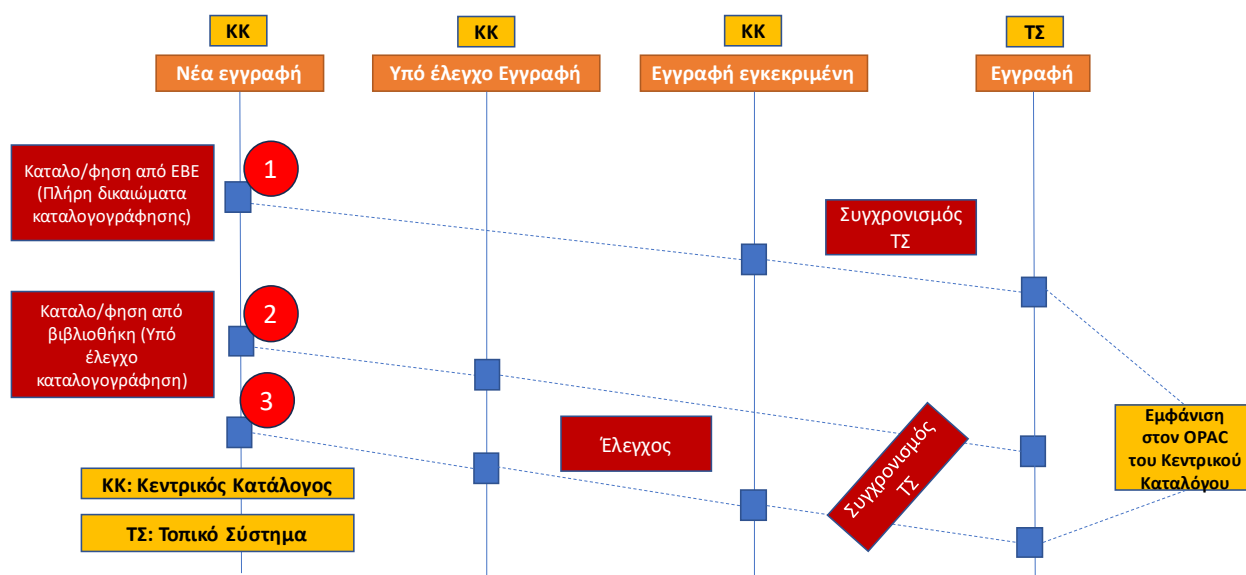 ΚΚ
ΚΚ
ΚΚ
ΤΣ
Νέα εγγραφή
Υπό έλεγχο Εγγραφή
Εγγραφή εγκεκριμένη
Εγγραφή
1
Καταλο/φηση από ΕΒΕ
(Πλήρη δικαιώματα
καταλογογράφησης)
Συγχρονισμός
ΤΣ
2
Καταλο/φηση από
βιβλιοθήκη (Υπό
έλεγχο
καταλογογράφηση)
3
Έλεγχος
Συγχρονισμός
ΤΣ
Εμφάνιση
στον OPAC
του Κεντρικού
Καταλόγου
ΚΚ: Κεντρικός Κατάλογος
ΤΣ: Τοπικό Σύστημα